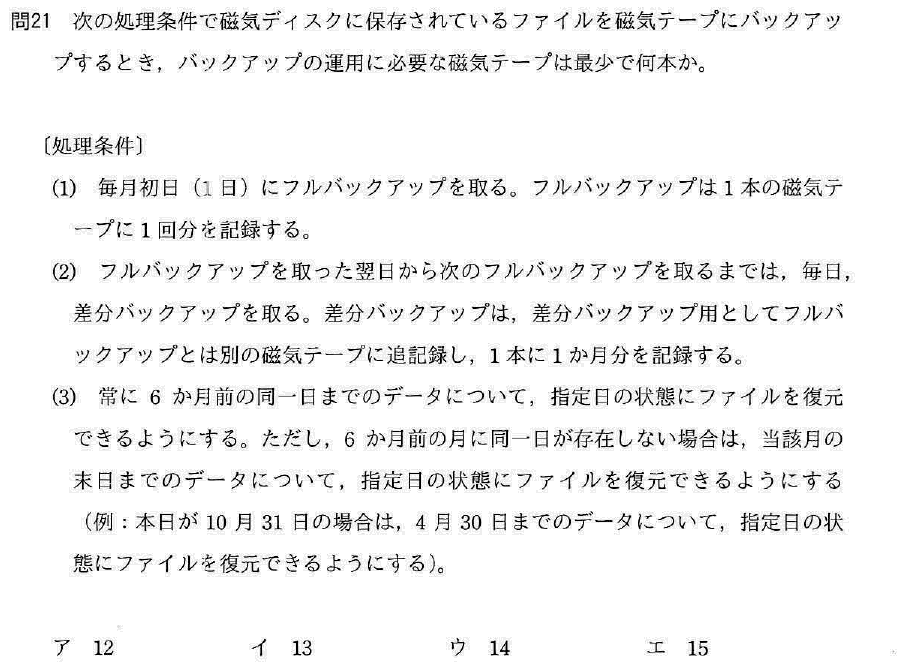 問21 次の処理条件で磁気ディスクに保存されているファイルを磁気テープにバックアッ
プするとき，バックアップの運用に必要な磁気テープは最少で何本か。
〔処理条件〕
(1) 毎月初日（1日）にフルバックアップを取る。フルバックアップは1本の磁気テ
ープに1回分を記録する。
(2) フルバックアップを取った翌日から次のフルバックアップを取るまでは，毎日，
差分バックアップを取る。差分バックアップは，差分バックアップ用としてフルバ
ックアップとは別の磁気テープに追記録し，1本に1か月分を記録する。
(3) 常に6か月前の同一日までのデータについて，指定日の状態にファイルを復元
できるようにする。ただし，6か月前の月に同一日が存在しない場合は，当該月の
末日までのデータについて，指定日の状態にファイルを復元できるようにする
（例：本日が10月31日の場合は，4月30日までのデータについて，指定日の状
態にファイルを復元できるようにする）。
ア 12 イ 13 ウ 14 エ 15